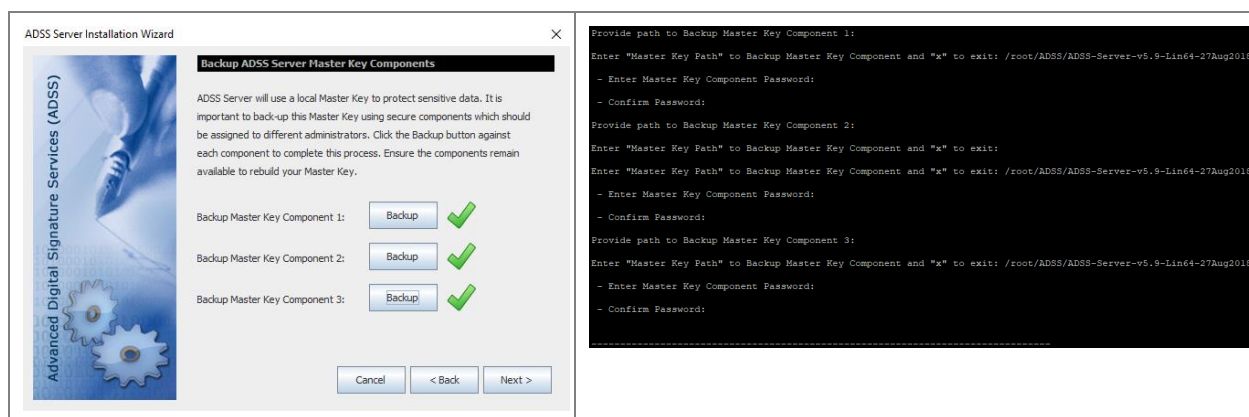 ADSS Server Installation Wizard
Advanced Digital Signature Services (ADSS)
Backup ADSS Server Master Key Components
ADSS Server will use a local Master Key to protect sensitive data. It is
important to back-up this Master Key using secure components which should
be assigned to different administrators. Click the Backup button against
each component to complete this process. Ensure the components remain
available to rebuild your Master Key.
Backup Master Key Component 1: Backup
Backup Master Key Component 2: Backup
Backup Master Key Component 3: Backup
Cancel < Back Next >
Provide path to Backup Master Key Component 1:
Enter "Master Key Path" to Backup Master Key Component and "x" to exit: /root/ADSS/ADSS-Server-v5.9-Lin64-27Aug2018
- Enter Master Key Component Password:
- Confirm Password:
Provide path to Backup Master Key Component 2:
Enter "Master Key Path" to Backup Master Key Component and "x" to exit:
Enter "Master Key Path" to Backup Master Key Component and "x" to exit: /root/ADSS/ADSS-Server-v5.9-Lin64-27Aug2018
- Enter Master Key Component Password:
- Confirm Password:
Provide path to Backup Master Key Component 3:
Enter "Master Key Path" to Backup Master Key Component and "x" to exit: /root/ADSS/ADSS-Server-v5.9-Lin64-27Aug2018
- Enter Master Key Component Password:
- Confirm Password: